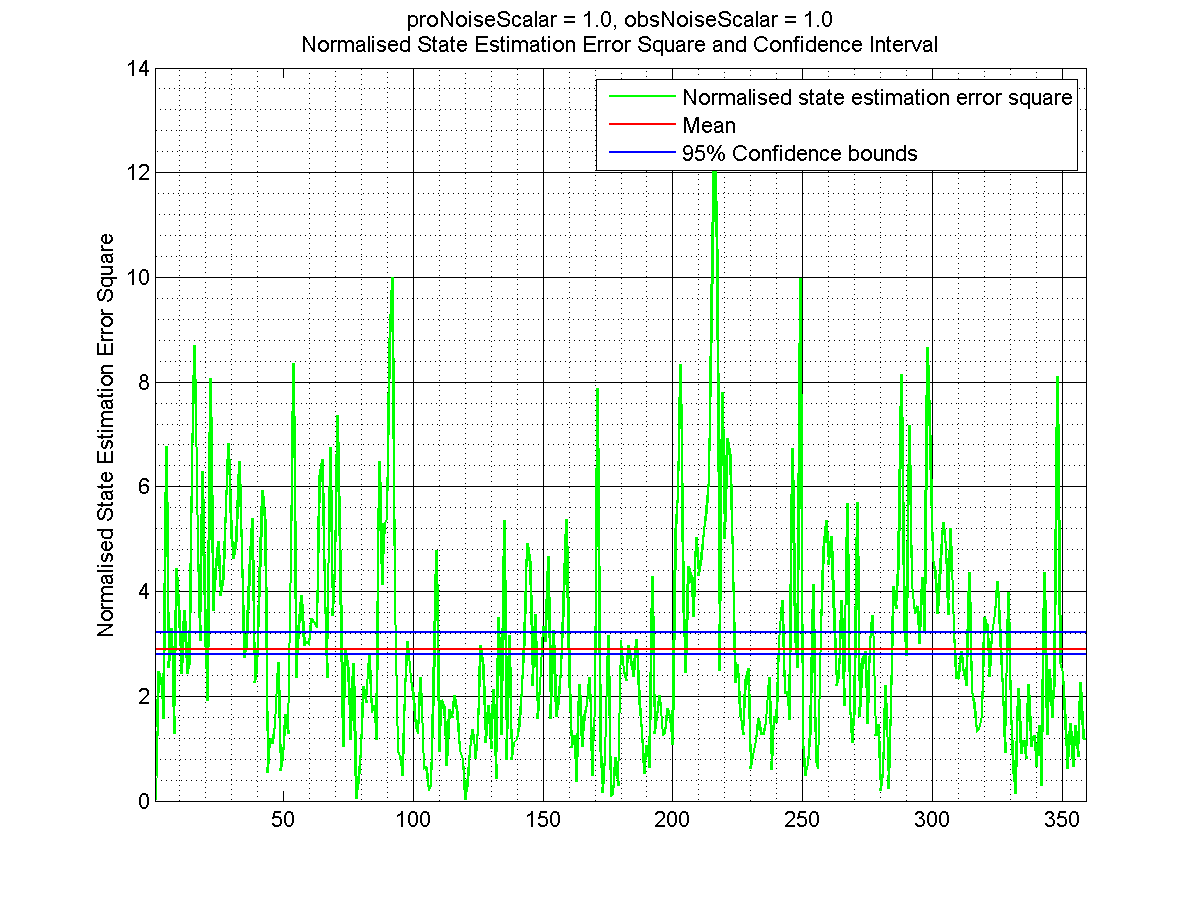 proNoiseScalar = 1.0, obsNoiseScalar = 1.0
Normalised State Estimation Error Square and Confidence Interval
Normalised State Estimation Error Square
14
12
10
8
6
4
2
0
Normalised state estimation error square
Mean
95% Confidence bounds
50 100 150 200 250 300 350